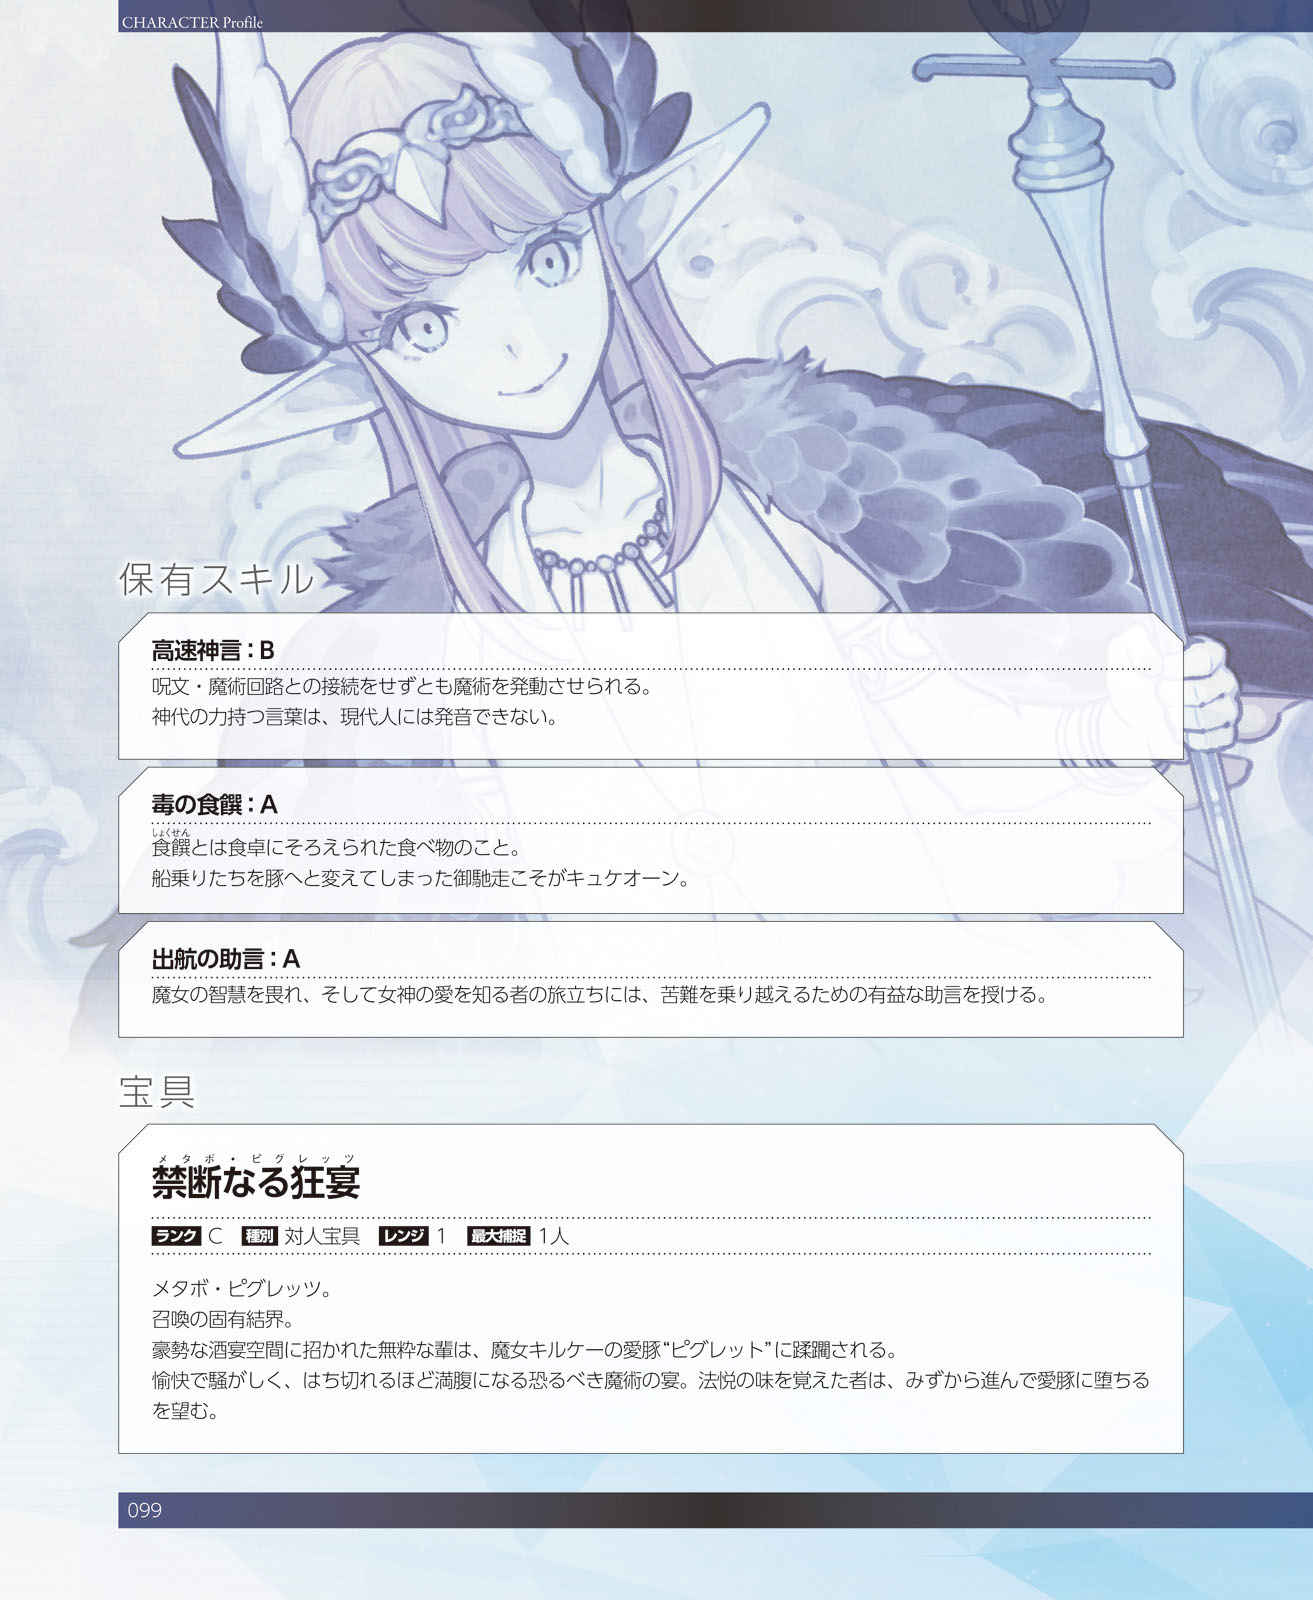 CHARACTER Profile
保有スキル
高速神言：B
呪文・魔術回路との接続をせずとも魔術を発動させられる。
神代の力持つ言葉は、現代人には発音できない。
毒の食饌：A
しょくせん
食饌とは食卓にそろえられた食べ物のこと。
船乗りたちを豚へと変えてしまった御馳走こそがキュケオーン。
出航の助言：A
魔女の智慧を畏れ、そして女神の愛を知る者の旅立ちには、苦難を乗り越えるための有益な助言を授ける。
宝具
メタボ・ピグレッツ
禁断なる狂宴
ランク C 種別 対人宝具 レンジ 1 最大捕捉 1人
メタボ・ピグレッツ。
召喚の固有結界。
豪勢な酒宴空間に招かれた無粋な輩は、魔女キルケーの愛豚“ピグレット”に蹂躙される。
愉快で騒がしく、はち切れるほど満腹になる恐るべき魔術の宴。法悦の味を覚えた者は、みずから進んで愛豚に堕ちる
を望む。
099